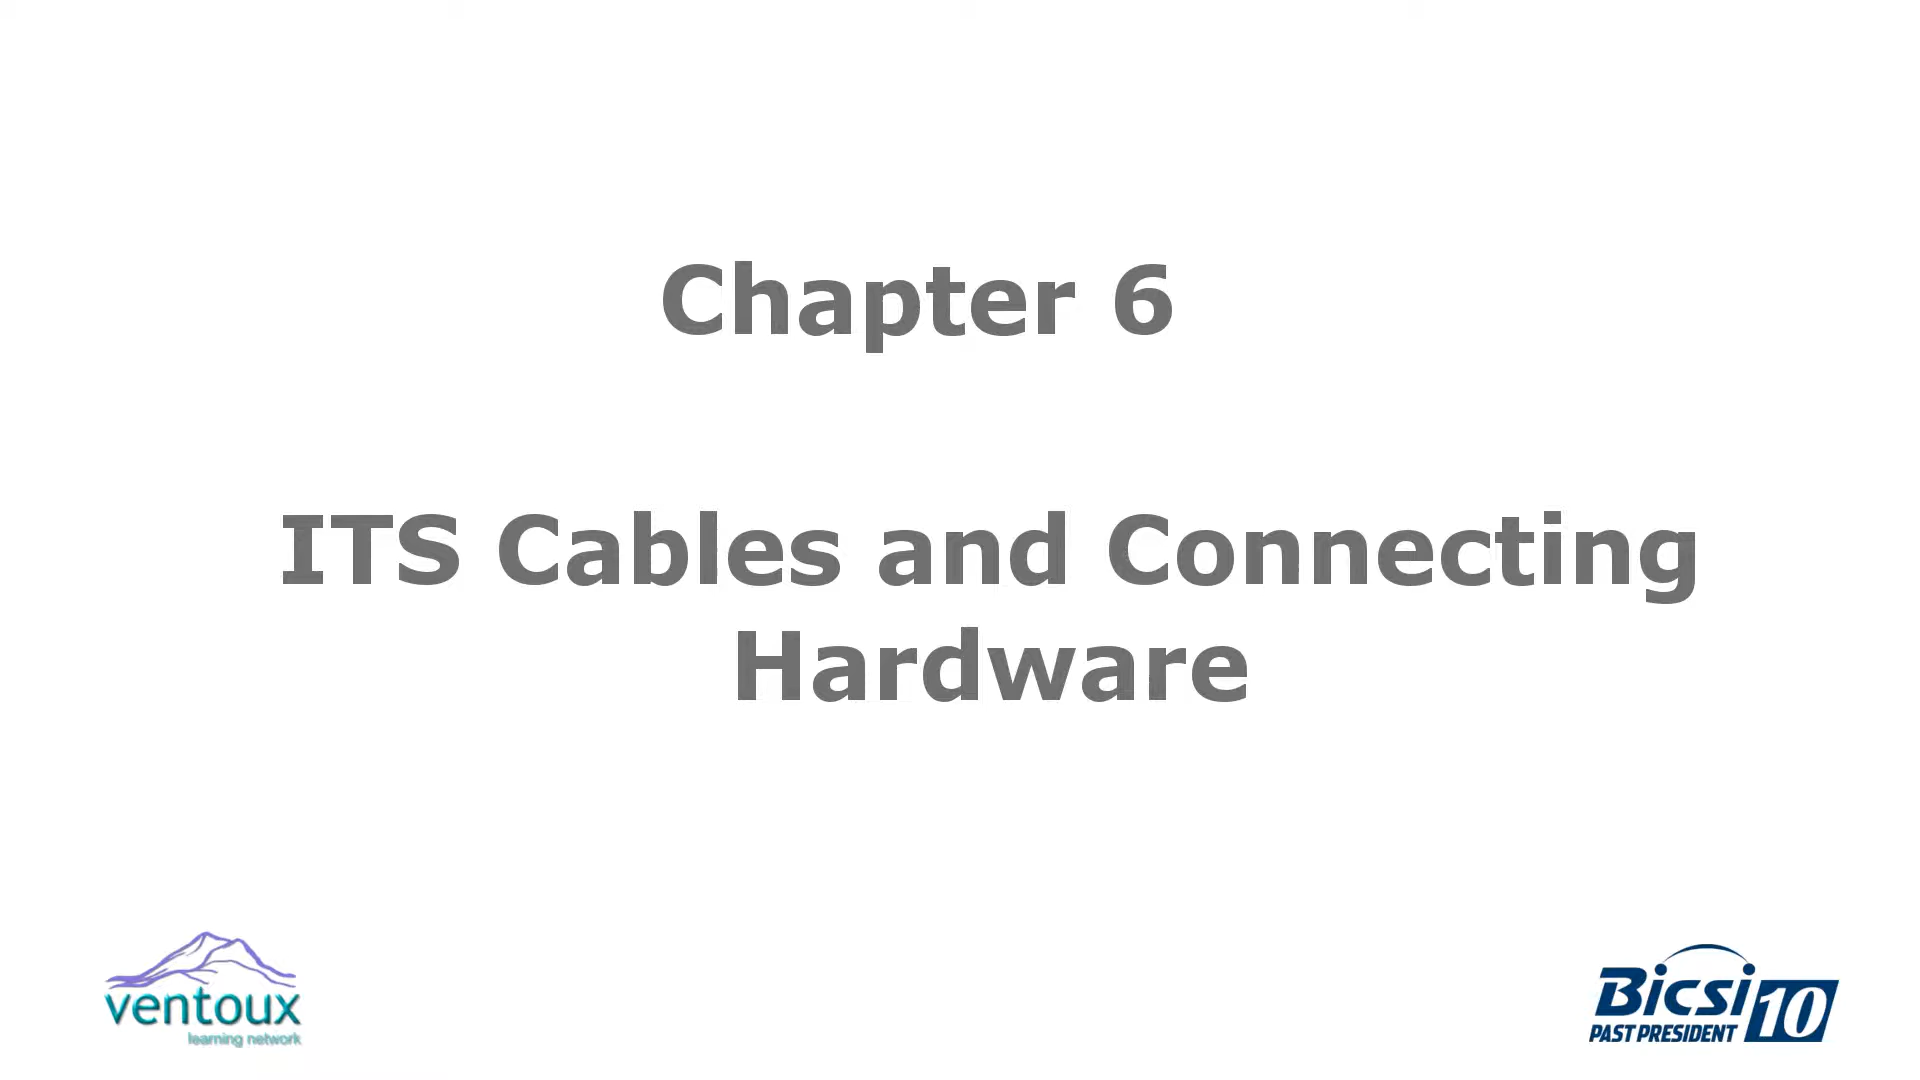 Chapter 6
ITS Cables and Connecting
Hardware
ventoux
learning network
Bicsi 10
PAST PRESIDENT